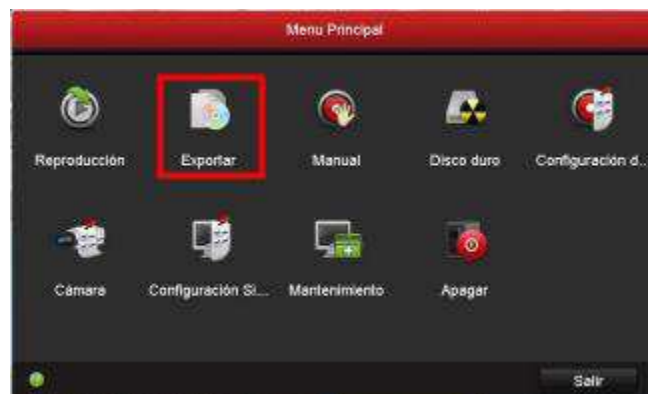 Menu Principal
Reproducción Exportar Manual Disco duro Configuración d..
Cámara Configuración Si... Mantenimiento Apagar
Salir